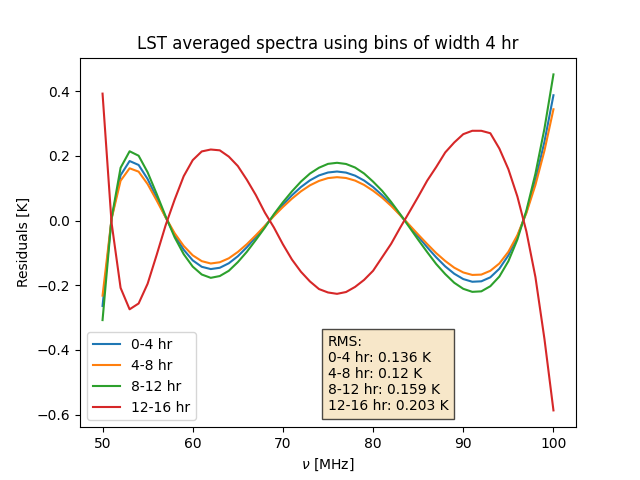 LST averaged spectra using bins of width 4 hr
Residuals [K]
0.4
0.2
0.0
−0.2
−0.4
−0.6
0-4 hr
4-8 hr
8-12 hr
12-16 hr
RMS:
0-4 hr: 0.136 K
4-8 hr: 0.12 K
8-12 hr: 0.159 K
12-16 hr: 0.203 K
50
60
70
80
90
100
ν [MHz]